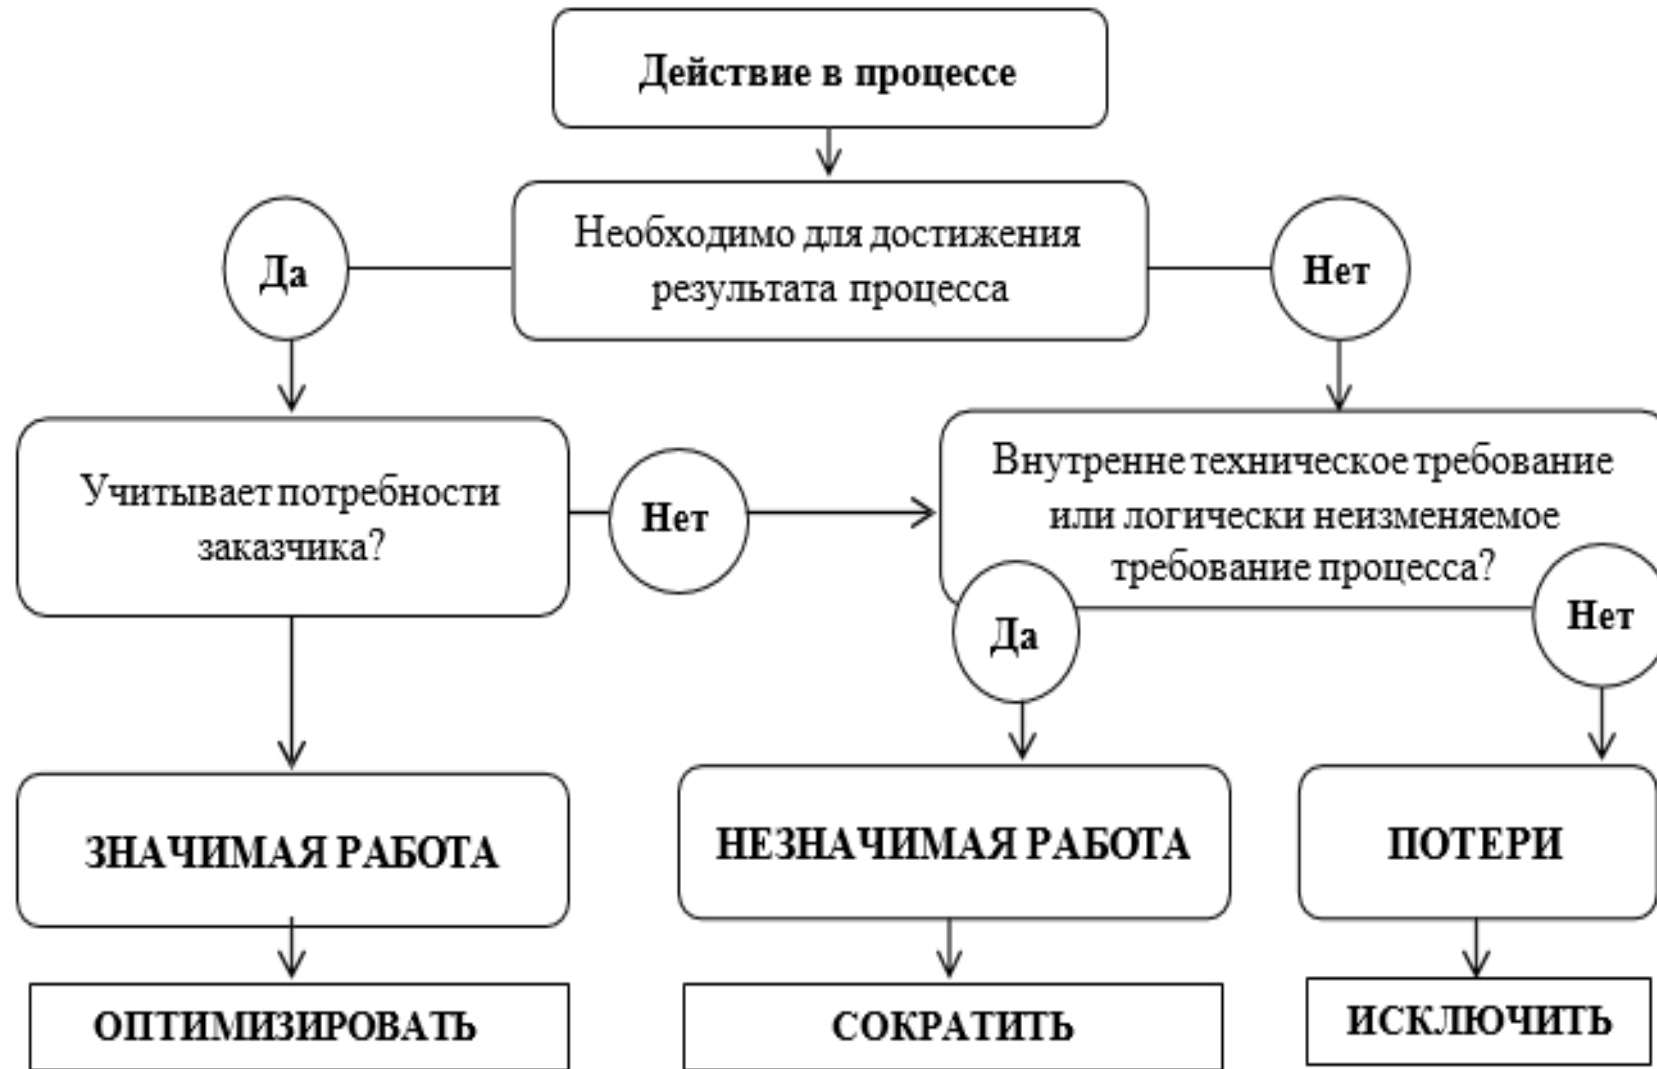 Действие в процессе
Необходимо для достижения
результата процесса
Да
Нет
Учитывает потребности
заказчика?
Нет
Внутренне техническое требование
или логически неизменяемое
требование процесса?
Да
Нет
ЗНАЧИМАЯ РАБОТА
НЕЗНАЧИМАЯ РАБОТА
ПОТЕРИ
ОПТИМИЗИРОВАТЬ
СОКРАТИТЬ
ИСКЛЮЧИТЬ